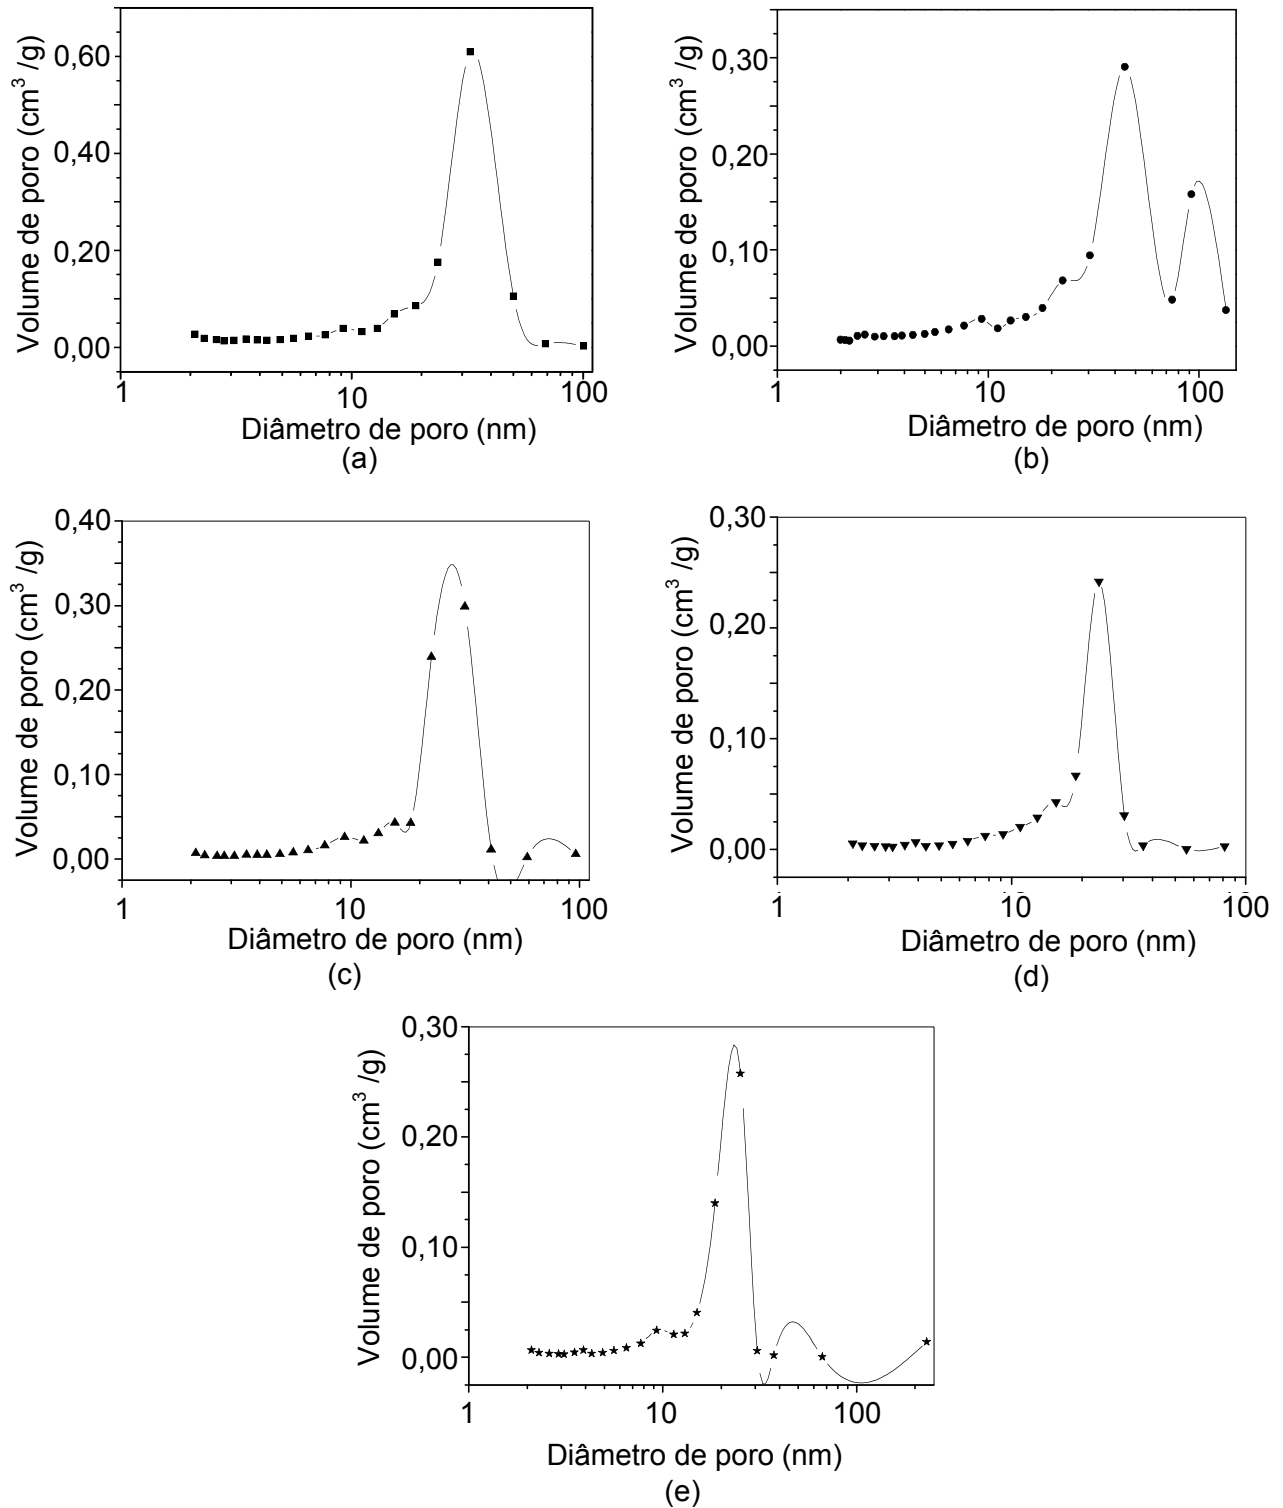 Volume de poro (cm³ /g)
0,60
0,40
0,20
0,00
1
10
100
Diâmetro de poro (nm)
(a)
Volume de poro (cm³ /g)
0,30
0,20
0,10
0,00
1
10
100
Diâmetro de poro (nm)
(b)
Volume de poro (cm³ /g)
0,40
0,30
0,20
0,10
0,00
1
10
100
Diâmetro de poro (nm)
(c)
Volume de poro (cm³ /g)
0,30
0,20
0,10
0,00
1
10
100
Diâmetro de poro (nm)
(d)
Volume de poro (cm³ /g)
0,30
0,20
0,10
0,00
1
10
100
Diâmetro de poro (nm)
(e)